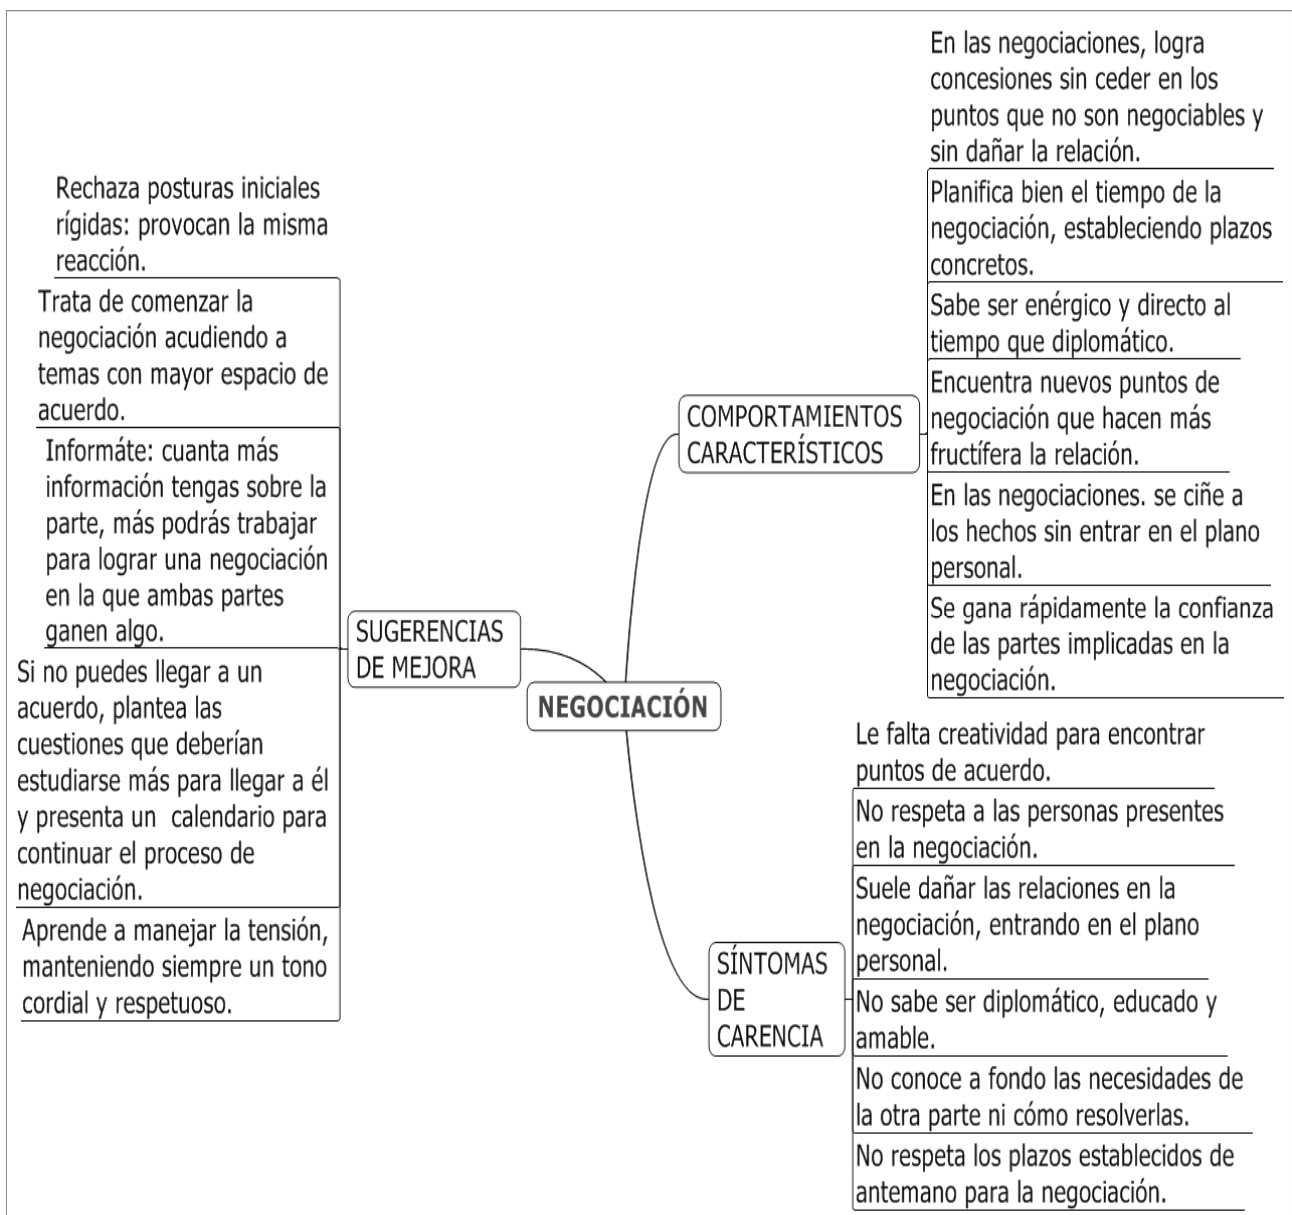 En las negociaciones, logra
concesiones sin ceder en los
puntos que no son negociables y
sin dañar la relación.
Planifica bien el tiempo de la
negociación, estableciendo plazos
concretos.
Sabe ser enérgico y directo al
tiempo que diplomático.
Encuentra nuevos puntos de
negociación que hacen más
fructífera la relación.
En las negociaciones. se ciñe a
los hechos sin entrar en el plano
personal.
Se gana rápidamente la confianza
de las partes implicadas en la
negociación.
COMPORTAMIENTOS
CARACTERÍSTICOS
Rechaza posturas iniciales
rígidas: provocan la misma
reacción.
Trata de comenzar la
negociación acudiendo a
temas con mayor espacio de
acuerdo.
Informáte: cuanta más
información tengas sobre la
parte, más podrás trabajar
para lograr una negociación
en la que ambas partes
ganen algo.
Si no puedes llegar a un
acuerdo, plantea las
cuestiones que deberían
estudiarse más para llegar a él
y presenta un  calendario para
continuar el proceso de
negociación.
Aprende a manejar la tensión,
manteniendo siempre un tono
cordial y respetuoso.
SUGERENCIAS
DE MEJORA
NEGOCIACIÓN
Le falta creatividad para encontrar
puntos de acuerdo.
No respeta a las personas presentes
en la negociación.
Suele dañar las relaciones en la
negociación, entrando en el plano
personal.
No sabe ser diplomático, educado y
amable.
No conoce a fondo las necesidades de
la otra parte ni cómo resolverlas.
No respeta los plazos establecidos de
antemano para la negociación.
SÍNTOMAS
DE
CARENCIA